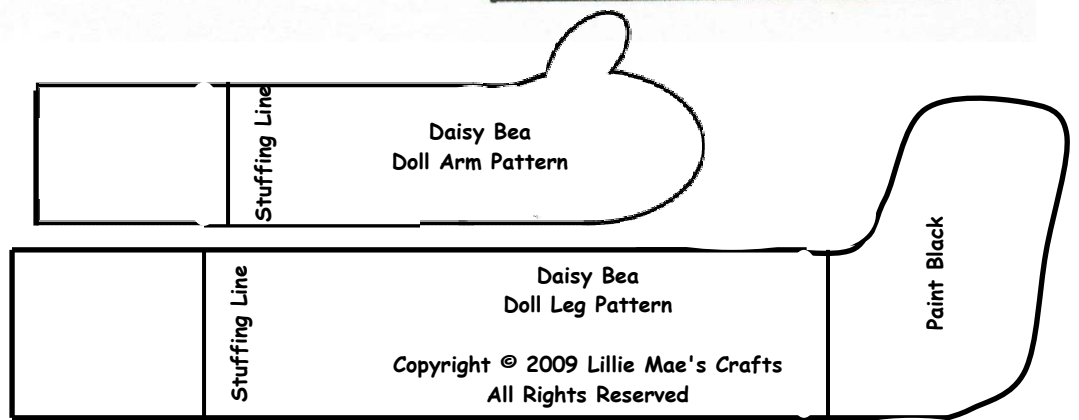 Stuffing Line
Daisy Bea
Doll Arm Pattern
Stuffing Line
Daisy Bea
Doll Leg Pattern
Copyright © 2009 Lillie Mae's Crafts
All Rights Reserved
Paint Black